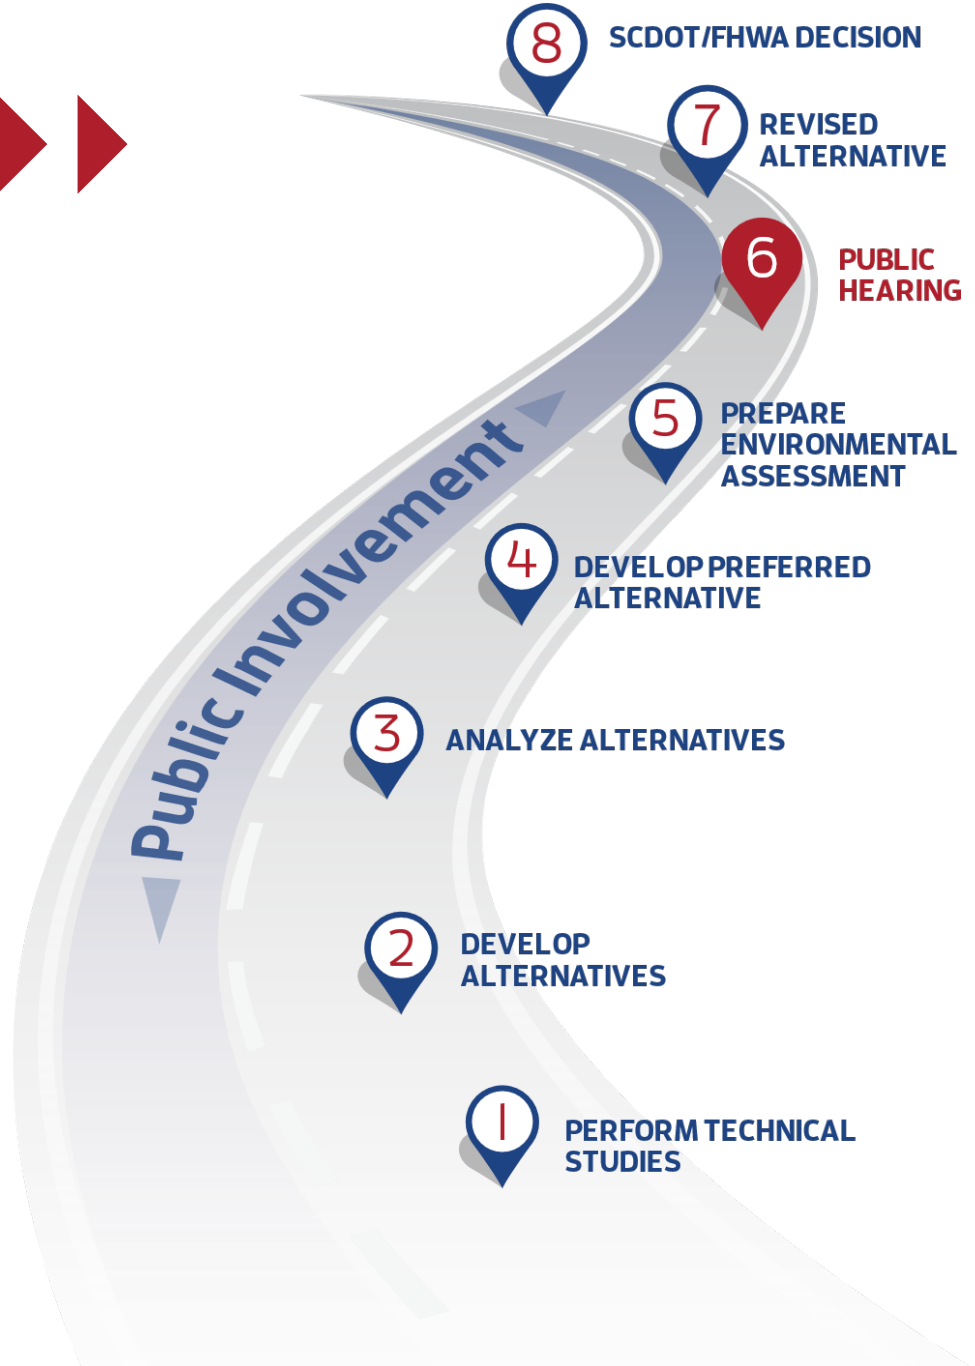 8
SCDOT/FHWA DECISION
7
REVISED
ALTERNATIVE
6
PUBLIC
HEARING
5
PREPARE
ENVIRONMENTAL
ASSESSMENT
4
DEVELOP PREFERRED
ALTERNATIVE
Public Involvement
3
ANALYZE ALTERNATIVES
2
DEVELOP
ALTERNATIVES
1
PERFORM TECHNICAL
STUDIES